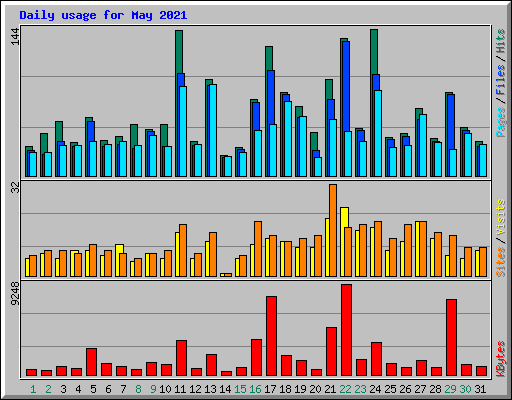 Daily usage for May 2021
144
Pages / Files / Hits
32
Sites / Visits
9248
KBytes
1 2 3 4 5 6 7 8 9 10 11 12 13 14 15 16 17 18 19 20 21 22 23 24 25 26 27 28 29 30 31